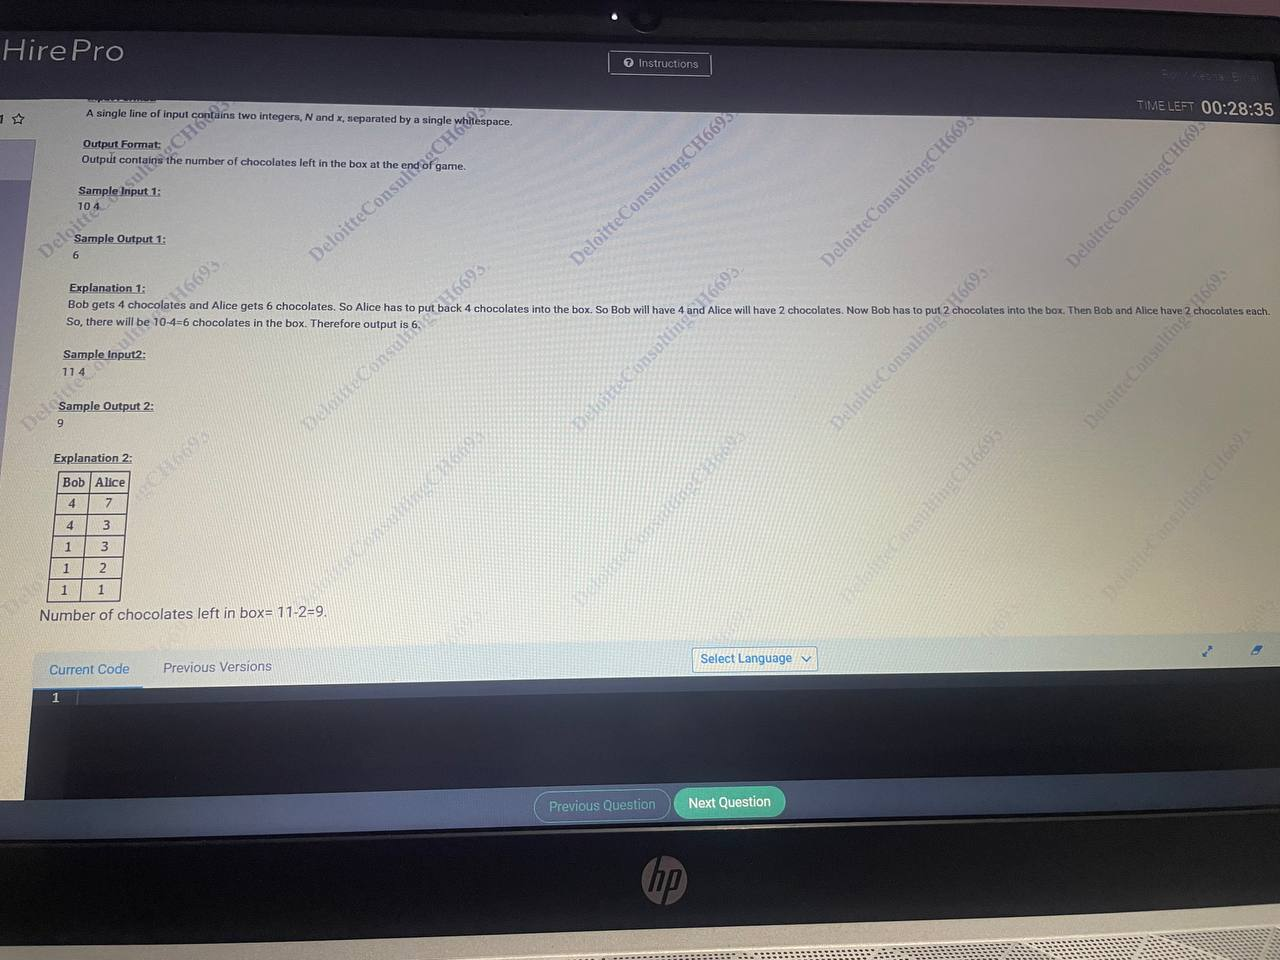 HirePro
Instructions
TIME LEFT 00:28:35
1
A single line of input contains two integers, N and x, separated by a single whitespace.
Output Format:
Output contains the number of chocolates left in the box at the end of game.
Sample Input 1:
10 4
Sample Output 1:
6
Explanation 1:
Bob gets 4 chocolates and Alice gets 6 chocolates. So Alice has to put back 4 chocolates into the box. So Bob will have 4 and Alice will have 2 chocolates. Now Bob has to put 2 chocolates into the box. Then Bob and Alice have 2 chocolates each.
So, there will be 10-4=6 chocolates in the box. Therefore output is 6.
Sample Input2:
11 4
Sample Output 2:
9
Explanation 2:
Bob Alice
4 7
4 3
1 3
1 2
1 1
Number of chocolates left in box= 11-2=9.
DeloitteConsultingCH6693
Current Code Previous Versions Select Language
1
Previous Question Next Question
hp